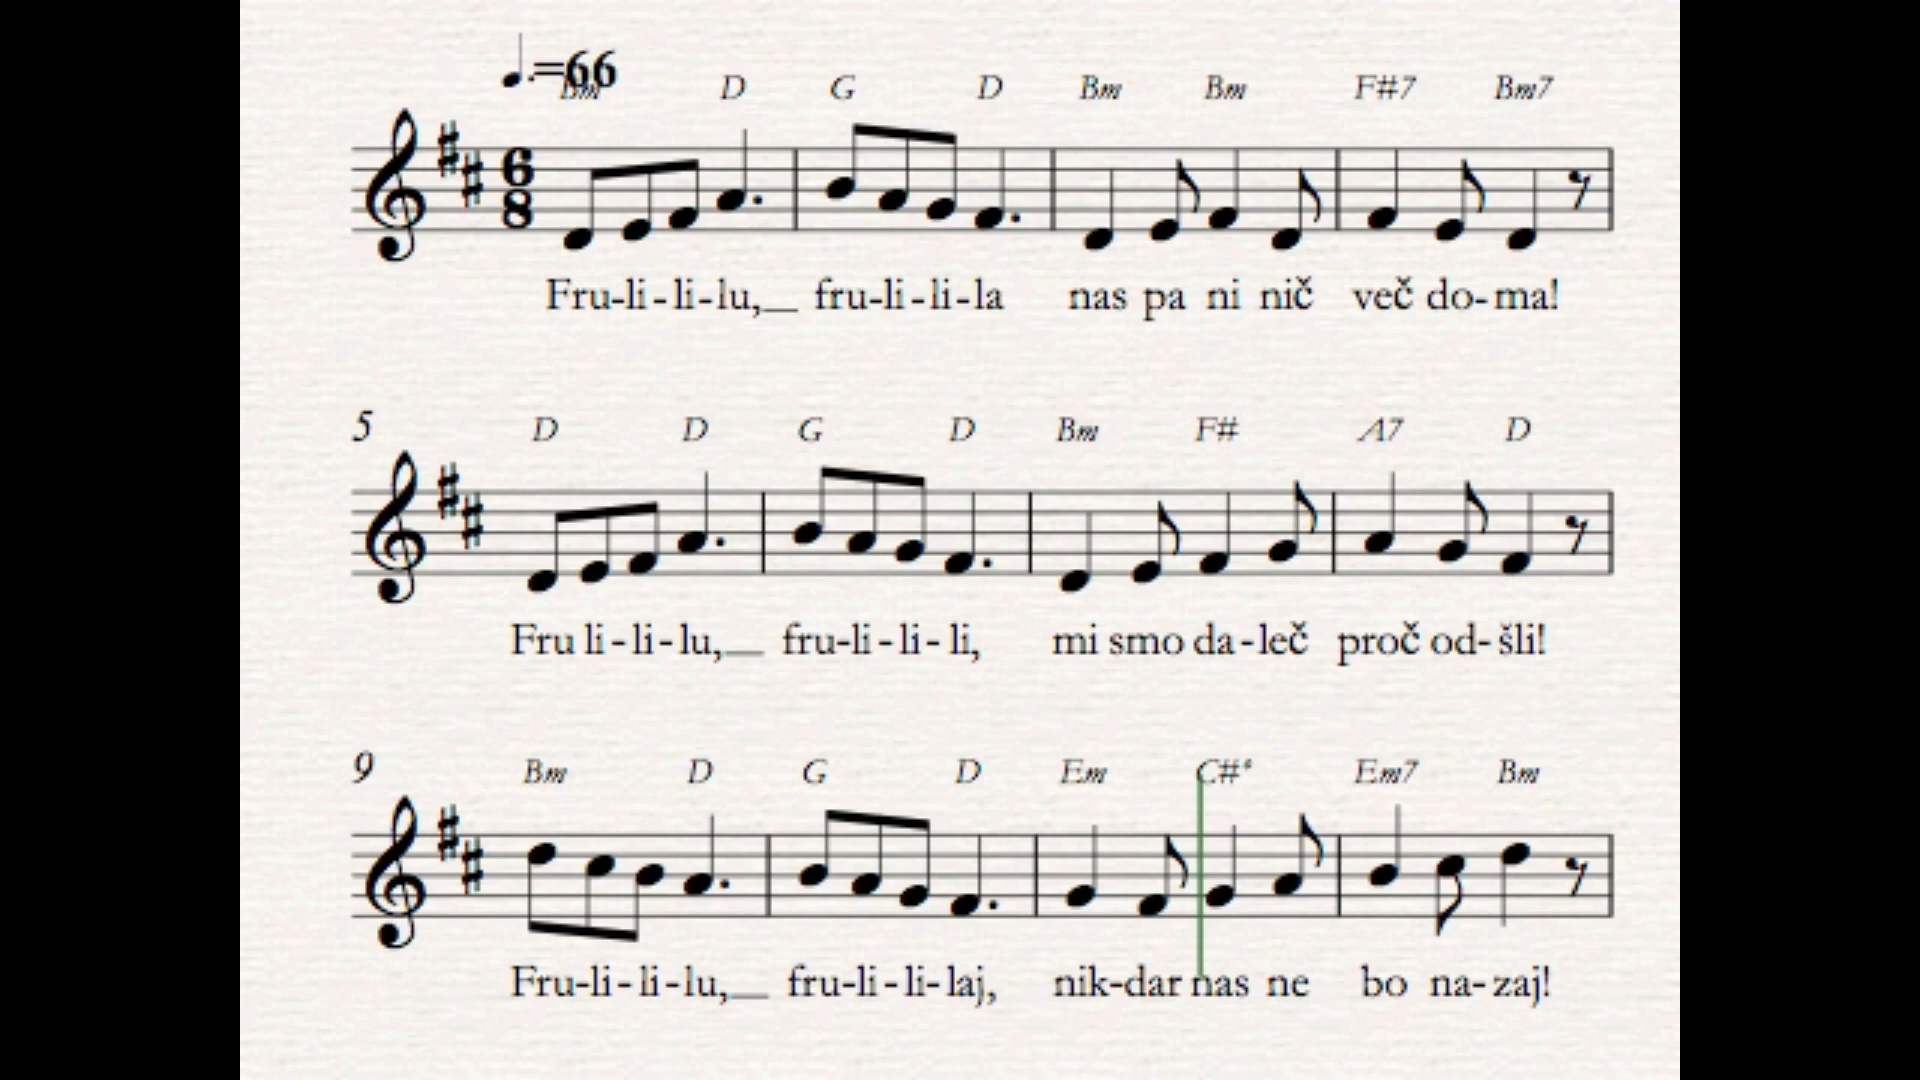 ♩.=66
Bm D G D Bm Bm F#7 Bm7
6
8
Fru-li-li-lu,_ fru-li-li-la nas pa ni nič več do-ma!
5 D D G D Bm F# A7 D
Fru li-li-lu,_ fru-li-li-li, mi smo da-leč proč od-šli!
9 Bm D G D Em C#° Em7 Bm
Fru-li-li-lu,_ fru-li-li-laj, nik-dar nas ne bo na-zaj!